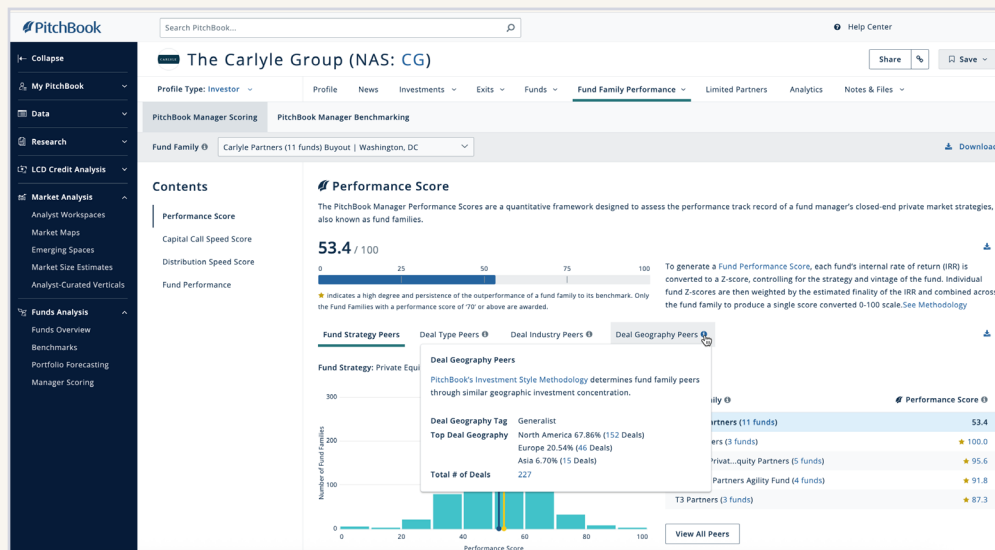 PitchBook
Search PitchBook...
Help Center
Collapse
My PitchBook
Data
Research
LCD Credit Analysis
Market Analysis
Analyst Workspaces
Market Maps
Emerging Spaces
Market Size Estimates
Analyst-Curated Verticals
Funds Analysis
Funds Overview
Benchmarks
Portfolio Forecasting
Manager Scoring
CARLYLE
The Carlyle Group (NAS: CG)
Share
Save
Profile Type: Investor
Profile
News
Investments
Exits
Funds
Fund Family Performance
Limited Partners
Analytics
Notes & Files
PitchBook Manager Scoring
PitchBook Manager Benchmarking
Fund Family
Carlyle Partners (11 funds) Buyout | Washington, DC
Download
Contents
Performance Score
Capital Call Speed Score
Distribution Speed Score
Fund Performance
Performance Score
The PitchBook Manager Performance Scores are a quantitative framework designed to assess the performance track record of a fund manager's closed-end private market strategies,
also known as fund families.
53.4 / 100
0 25 50 75 100
★ indicates a high degree and persistence of the outperformance of a fund family to its benchmark. Only
the Fund Families with a performance score of '70' or above are awarded.
To generate a Fund Performance Score, each fund's internal rate of return (IRR) is
converted to a Z-score, controlling for the strategy and vintage of the fund. Individual
fund Z-scores are then weighted by the estimated finality of the IRR and combined across
the fund family to produce a single score converted 0-100 scale.See Methodology
Fund Strategy Peers
Deal Type Peers
Deal Industry Peers
Deal Geography Peers
Fund Strategy: Private Equi
Deal Geography Peers
PitchBook's Investment Style Methodology determines fund family peers
through similar geographic investment concentration.
Deal Geography Tag Generalist
Top Deal Geography North America 67.86% (152 Deals)
Europe 20.54% (46 Deals)
Asia 6.70% (15 Deals)
Total # of Deals 227
Number of Fund Families
300
200
100
0
0 20 40 60 80 100
Performance Score
ily
Performance Score
artners (11 funds) 53.4
ers (3 funds) ★ 100.0
Privat...quity Partners (5 funds) ★ 95.6
Partners Agility Fund (4 funds) ★ 91.8
T3 Partners (3 funds) ★ 87.3
View All Peers